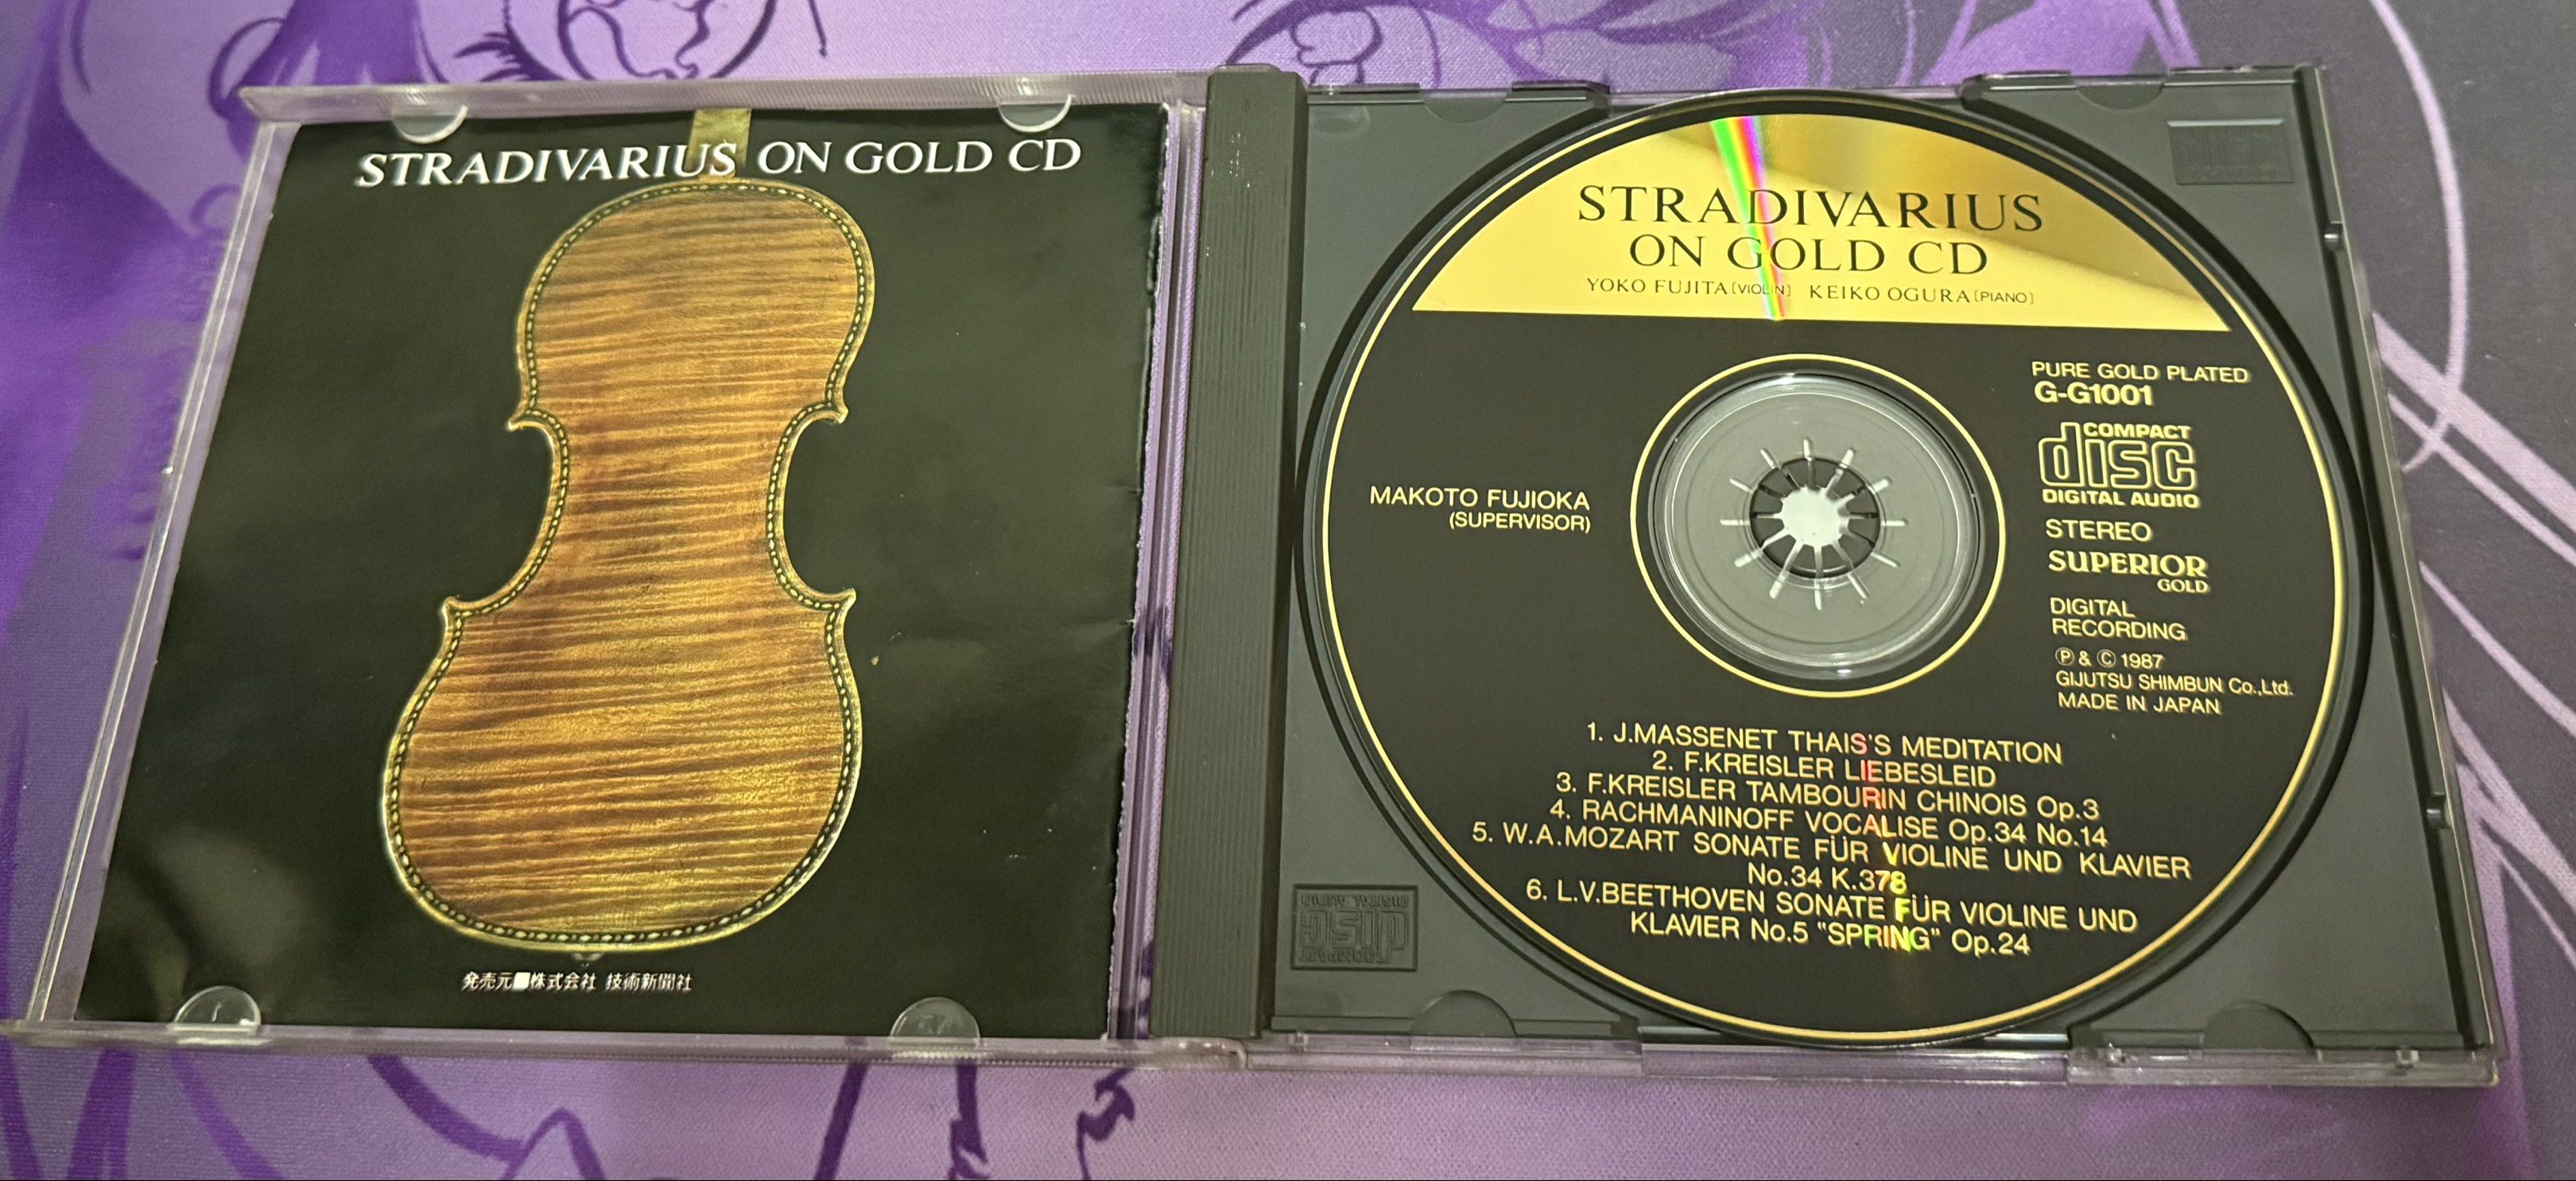 STRADIVARIUS ON GOLD CD
発売元■株式会社 技術新聞社
STRADIVARIUS
ON GOLD CD
YOKO FUJITA [VIOLIN] KEIKO OGURA [PIANO]
PURE GOLD PLATED
G-G1001
COMPACT
disc
DIGITAL AUDIO
STEREO
SUPERIOR
GOLD
DIGITAL
RECORDING
Ⓟ & Ⓒ 1987
GIJUTSU SHIMBUN Co.,Ltd.
MADE IN JAPAN
MAKOTO FUJIOKA
(SUPERVISOR)
1. J.MASSENET THAIS'S MEDITATION
2. F.KREISLER LIEBESLEID
3. F.KREISLER TAMBOURIN CHINOIS Op.3
4. RACHMANINOFF VOCALISE Op.34 No.14
5. W.A.MOZART SONATE FÜR VIOLINE UND KLAVIER
No.34 K.378
6. L.V.BEETHOVEN SONATE FÜR VIOLINE UND
KLAVIER No.5 "SPRING" Op.24
COMPACT
disc
DIGITAL AUDIO